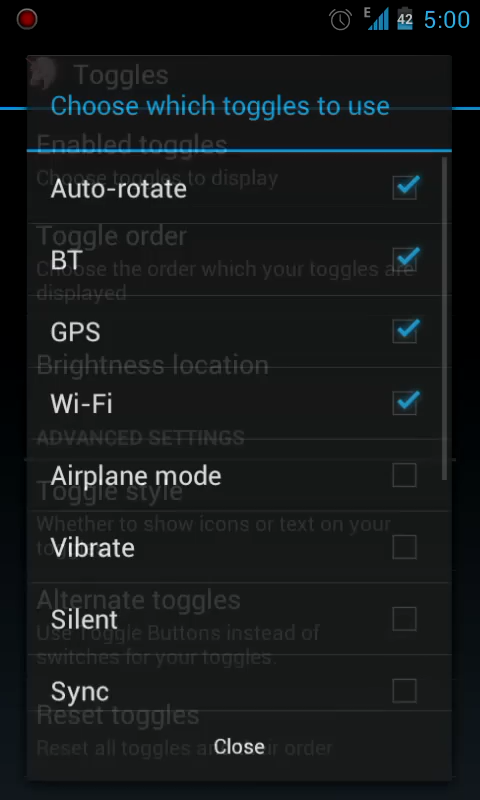 E
42
5:00
Toggles
Choose which toggles to use
Enabled toggles
Choose toggles to display
Auto-rotate
Toggle order
BT
Choose the order which your toggles are
displayed
GPS
Brightness location
Wi-Fi
ADVANCED SETTINGS
Airplane mode
Toggle style
Whether to show icons or text on your
Vibrate
Alternate toggles
Silent
Use Toggle Buttons instead of
switches for your toggles.
Sync
Reset toggles
Reset all toggles and their order
Close